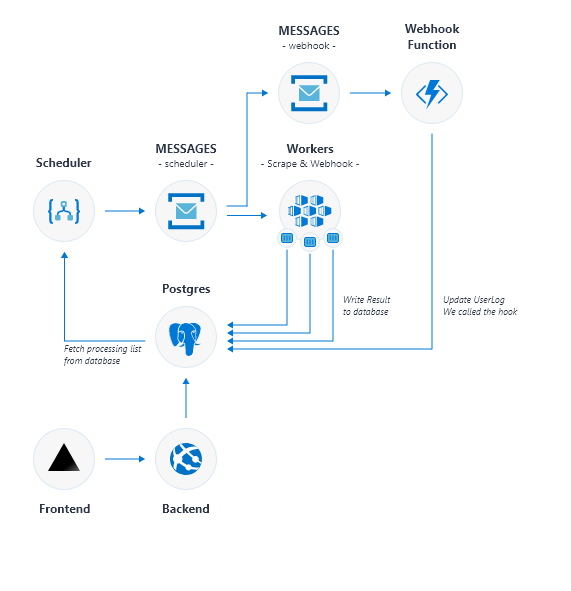 MESSAGES
- webhook -
Webhook
Function
Scheduler
MESSAGES
- scheduler -
Workers
- Scrape & Webhook -
Postgres
Write Result
to database
Update UserLog
We called the hook
Fetch processing list
from database
Frontend
Backend